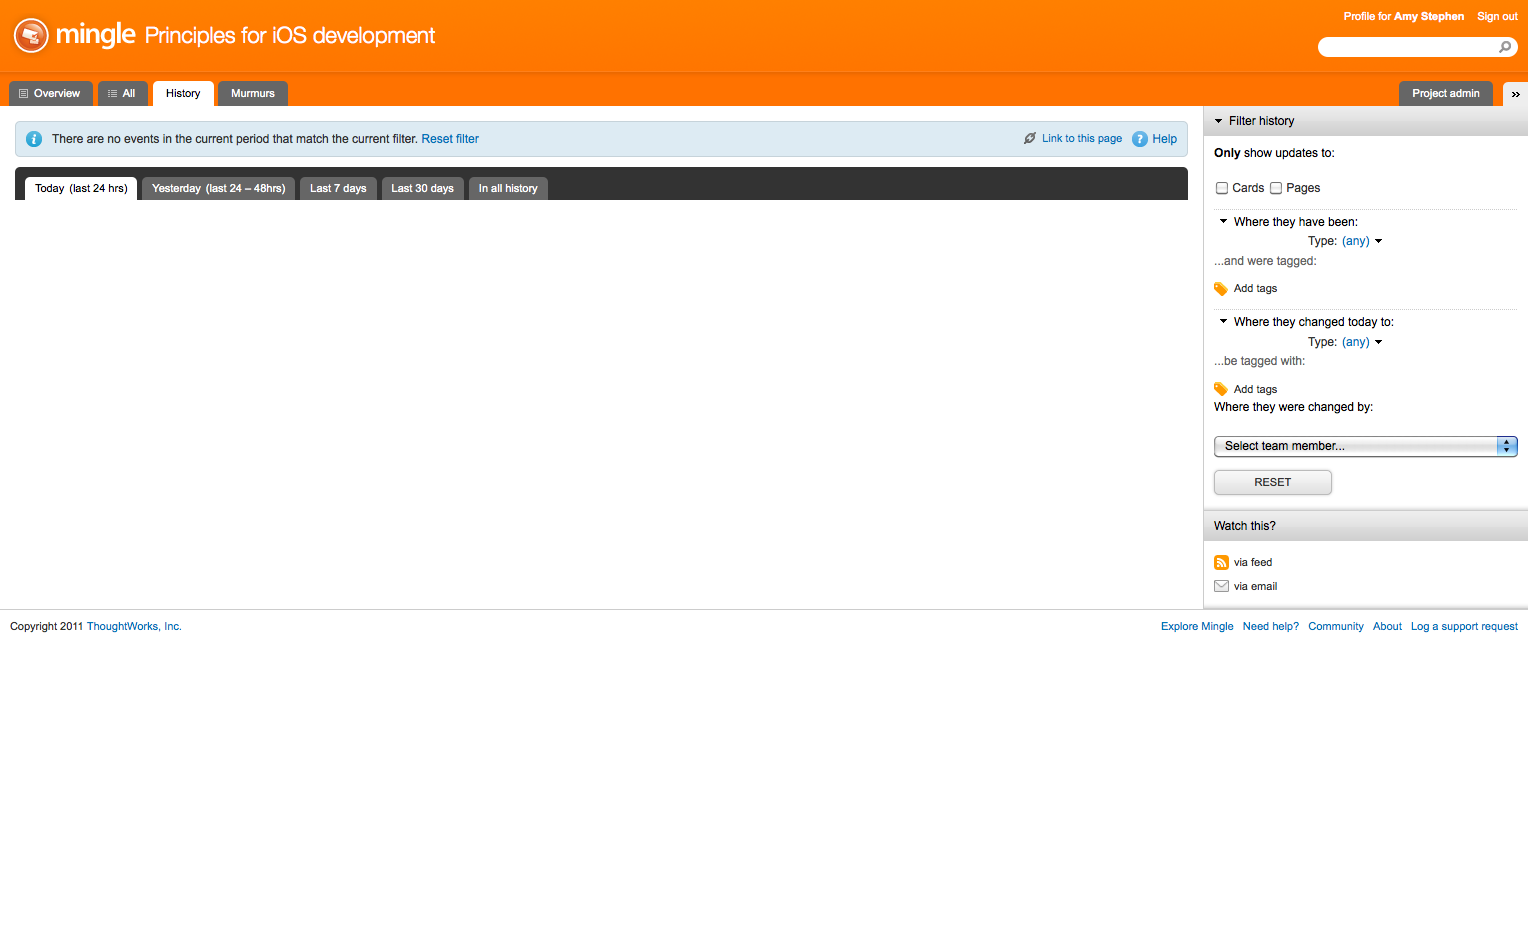 Profile for Amy Stephen Sign out
mingle Principles for iOS development
Overview All History Murmurs Project admin »
There are no events in the current period that match the current filter. Reset filter Link to this page ? Help
Today (last 24 hrs) Yesterday (last 24 – 48hrs) Last 7 days Last 30 days In all history
Filter history
Only show updates to:
Cards Pages
Where they have been:
Type: (any)
...and were tagged:
Add tags
Where they changed today to:
Type: (any)
...be tagged with:
Add tags
Where they were changed by:
Select team member...
RESET
Watch this?
via feed
via email
Copyright 2011 ThoughtWorks, Inc. Explore Mingle Need help? Community About Log a support request